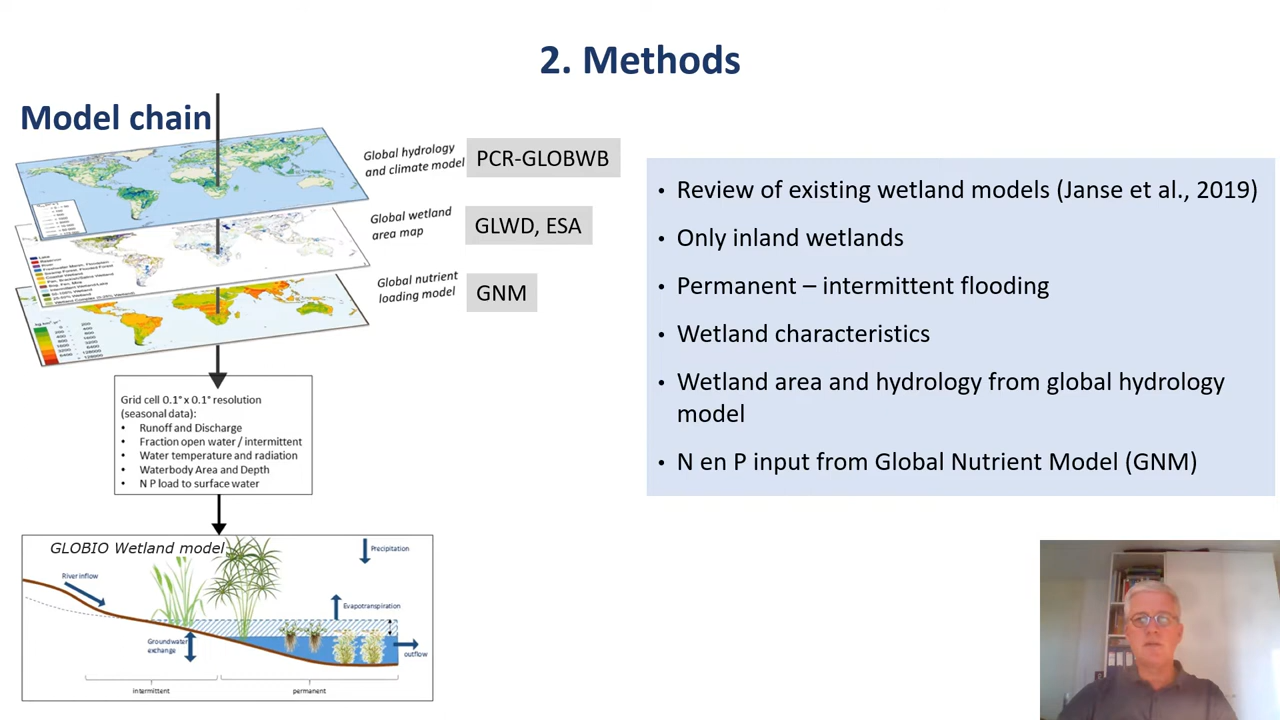 2. Methods
Model chain
Global hydrology
and climate model
PCR-GLOBWB
Global wetland
area map
GLWD, ESA
Global nutrient
loading model
GNM
Grid cell 0.1° x 0.1° resolution
(seasonal data):
• Runoff and Discharge
• Fraction open water / intermittent
• Water temperature and radiation
• Waterbody Area and Depth
• N P load to surface water
GLOBIO Wetland model
Precipitation
River inflow
Evapotranspiration
Groundwater
exchange
outflow
intermittent
permanent
• Review of existing wetland models (Janse et al., 2019)
• Only inland wetlands
• Permanent – intermittent flooding
• Wetland characteristics
• Wetland area and hydrology from global hydrology
model
• N en P input from Global Nutrient Model (GNM)